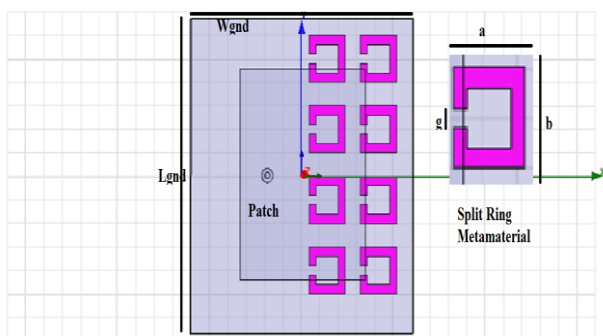 Wgnd
a
g
b
Lgnd
Patch
Split Ring
Metamaterial